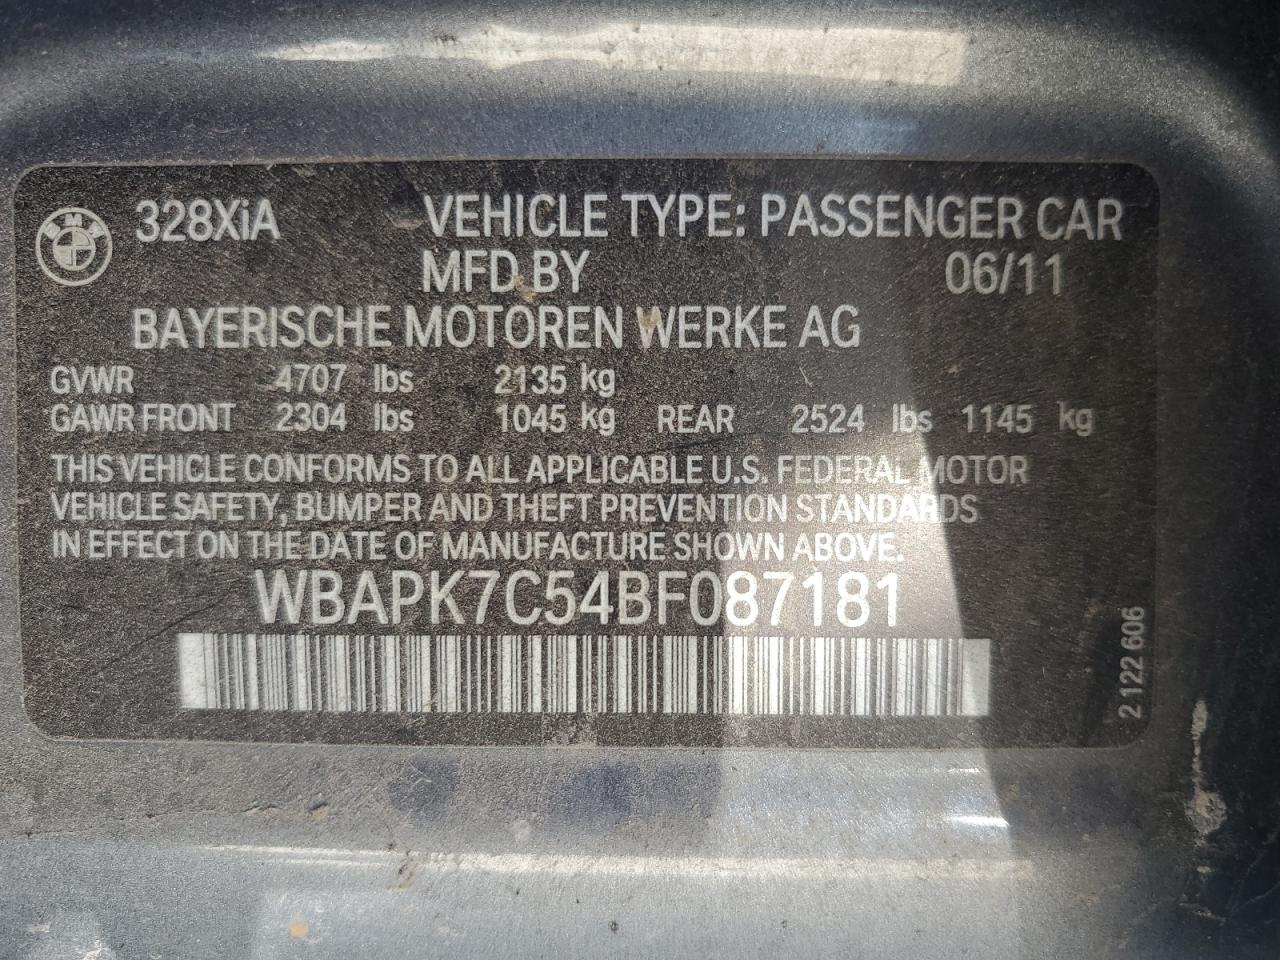 BMW 328XiA VEHICLE TYPE: PASSENGER CAR
MFD BY 06/11
BAYERISCHE MOTOREN WERKE AG
GVWR 4707 lbs 2135 kg
GAWR FRONT 2304 lbs 1045 kg REAR 2524 lbs 1145 kg
THIS VEHICLE CONFORMS TO ALL APPLICABLE U.S. FEDERAL MOTOR
VEHICLE SAFETY, BUMPER AND THEFT PREVENTION STANDARDS
IN EFFECT ON THE DATE OF MANUFACTURE SHOWN ABOVE.
WBAPK7C54BF087181
2 122 606